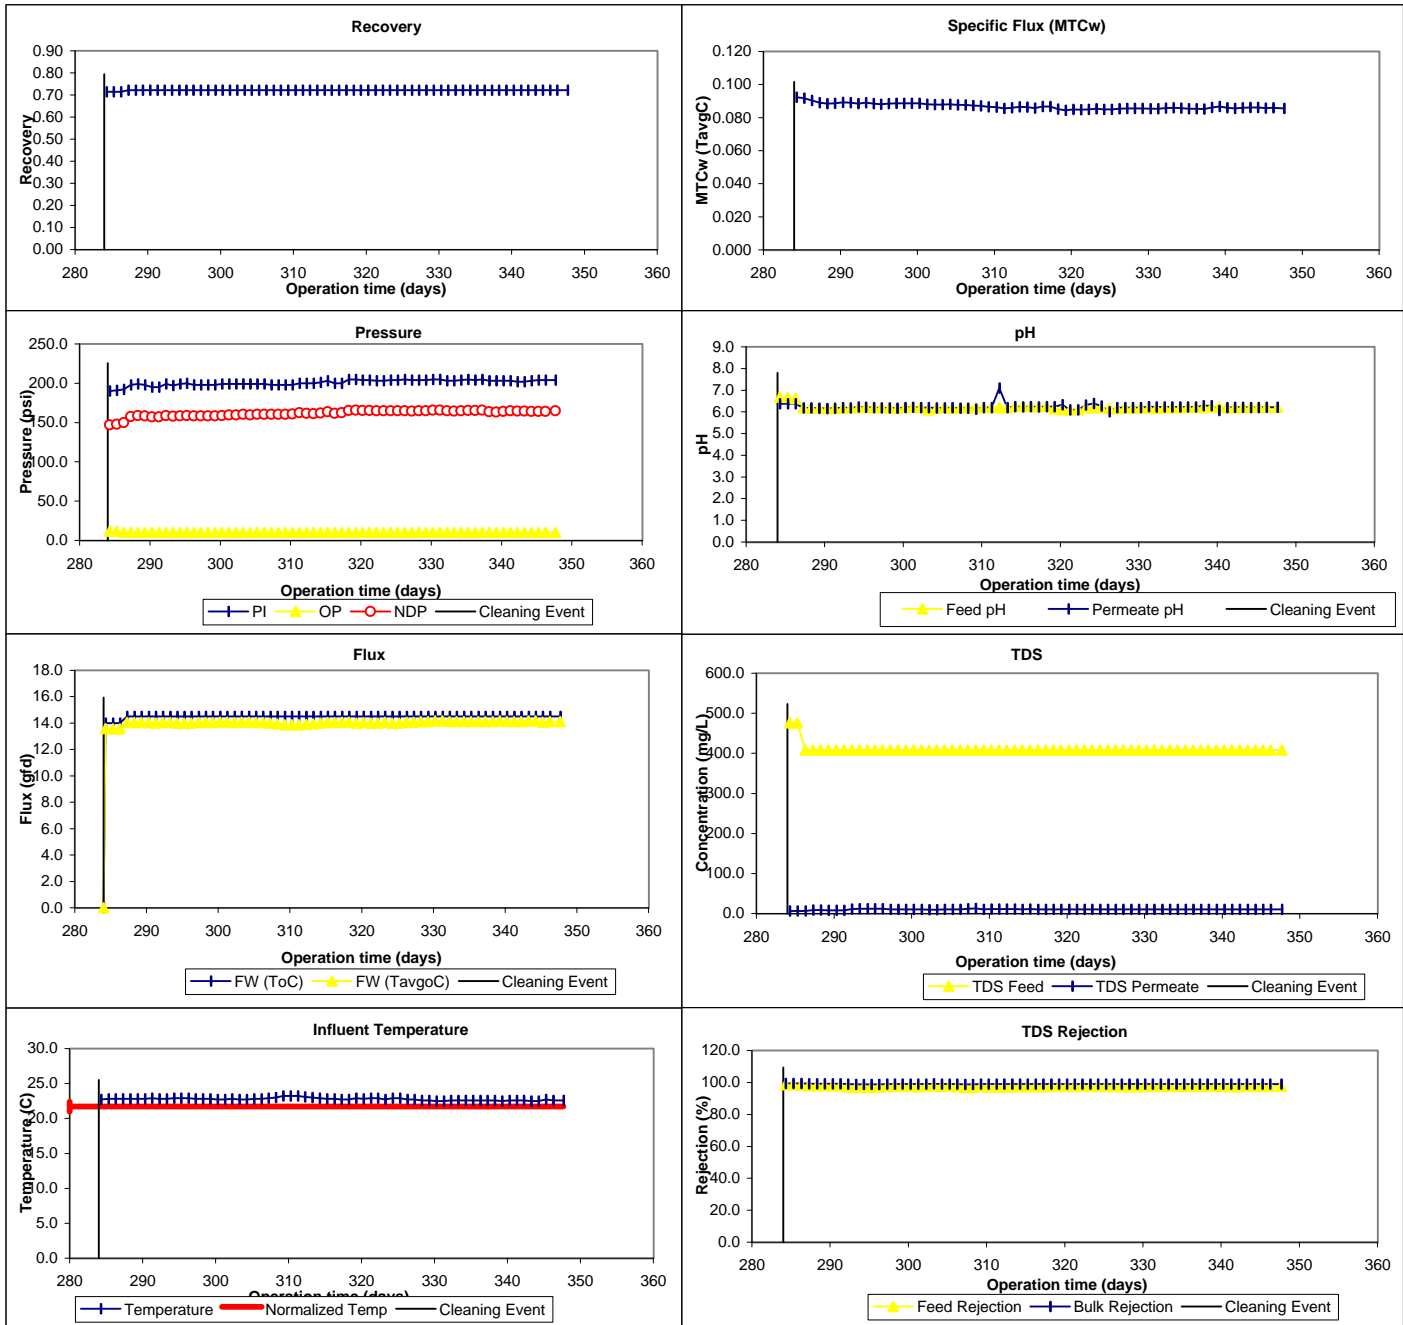 Recovery
0.90
0.80
0.70
0.60
0.50
0.40
0.30
0.20
0.10
0.00
Recovery
280 290 300 310 320 330 340 350 360
Operation time (days)
Specific Flux (MTCw)
0.120
0.100
0.080
0.060
0.040
0.020
0.000
MTCw (TavgC)
280 290 300 310 320 330 340 350 360
Operation time (days)
Pressure
250.0
200.0
150.0
100.0
50.0
0.0
Pressure (psi)
280 290 300 310 320 330 340 350 360
Operation time (days)
PI OP NDP Cleaning Event
pH
9.0
8.0
7.0
6.0
5.0
4.0
3.0
2.0
1.0
0.0
pH
280 290 300 310 320 330 340 350 360
Operation time (days)
Feed pH Permeate pH Cleaning Event
Flux
18.0
16.0
14.0
12.0
10.0
8.0
6.0
4.0
2.0
0.0
Flux (gfd)
280 290 300 310 320 330 340 350 360
Operation time (days)
FW (ToC) FW (TavgoC) Cleaning Event
TDS
600.0
500.0
400.0
300.0
200.0
100.0
0.0
Concentration (mg/L)
280 290 300 310 320 330 340 350 360
Operation time (days)
TDS Feed TDS Permeate Cleaning Event
Influent Temperature
30.0
25.0
20.0
15.0
10.0
5.0
0.0
Temperature (C)
280 290 300 310 320 330 340 350 360
Operation time (days)
Temperature Normalized Temp Cleaning Event
TDS Rejection
120.0
100.0
80.0
60.0
40.0
20.0
0.0
Rejection (%)
280 290 300 310 320 330 340 350 360
Operation time (days)
Feed Rejection Bulk Rejection Cleaning Event